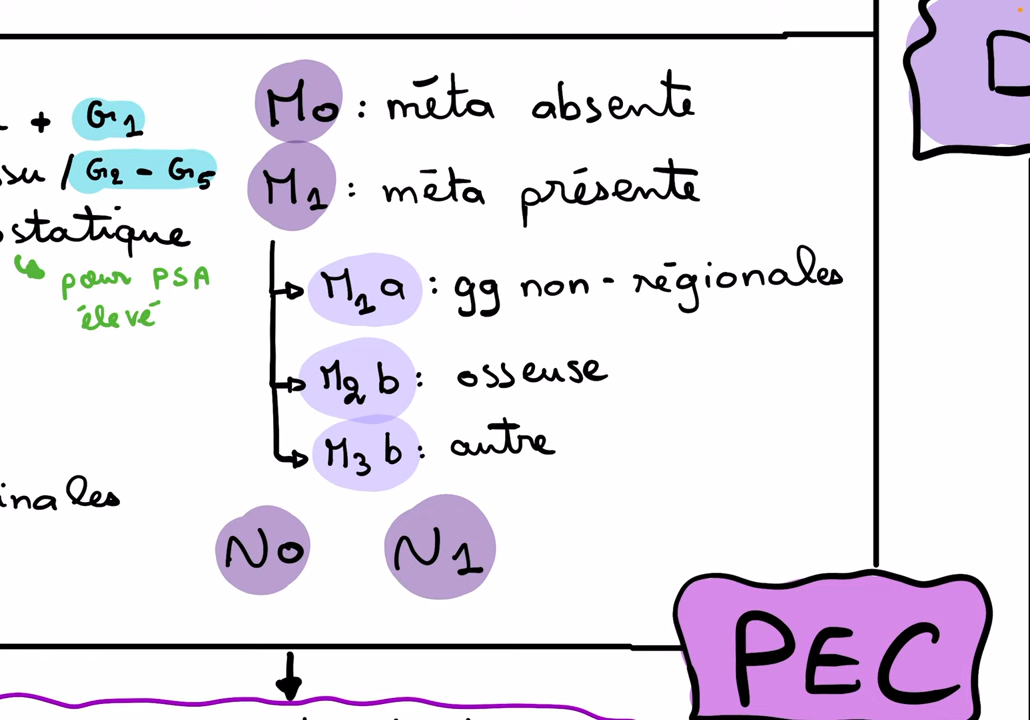 + G1
/ G2 - G5
statique
pour PSA
élevé
inales
M0 : méta absente
M1 : méta présente
M1a : gg non-régionales
M2b : osseuse
M3b : autre
N0 N1
PEC